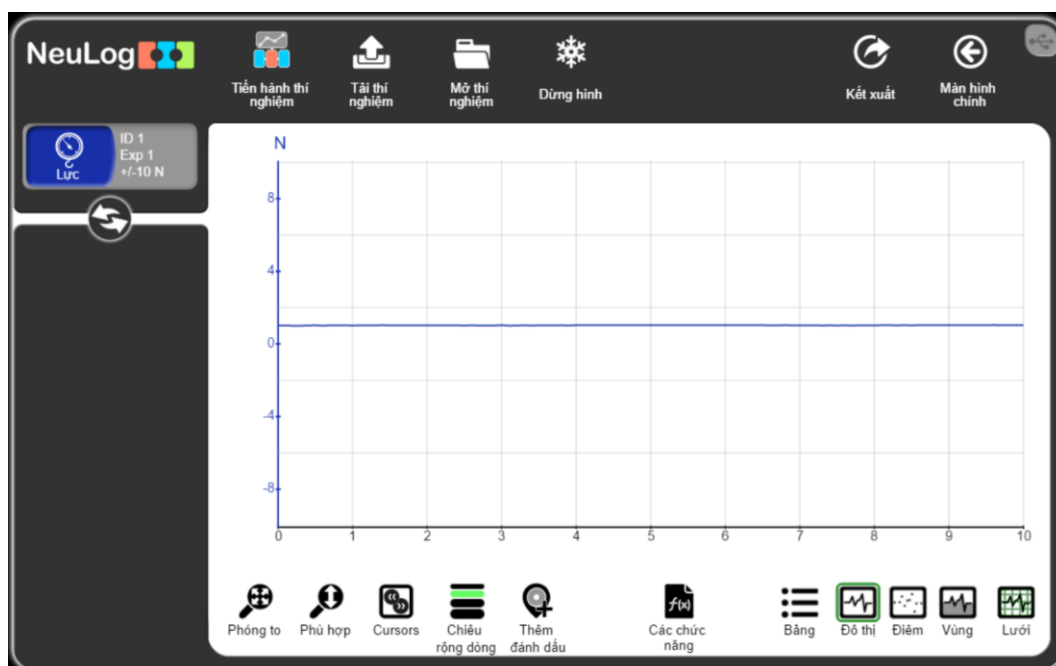 NeuLog
Tiến hành thí
nghiệm
Tải thí
nghiệm
Mở thí
nghiệm
Dừng hình
Kết xuất
Màn hình
chính
Lực
ID 1
Exp 1
+/-10 N
N
8
4
0
-4
-8
0 1 2 3 4 5 6 7 8 9 10
Phóng to
Phù hợp
Cursors
Chiều
rộng dòng
Thêm
đánh dấu
f(x)
Các chức
năng
Bảng
Đồ thị
Điểm
Vùng
Lưới